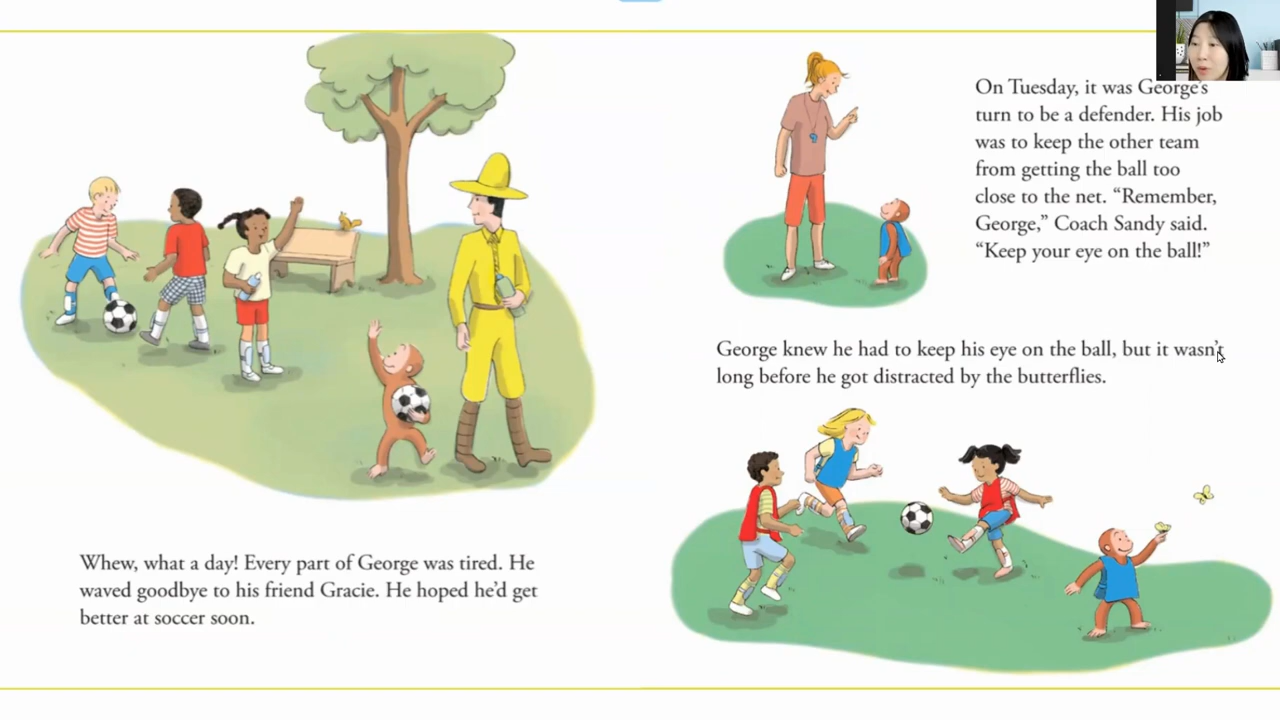 Whew, what a day! Every part of George was tired. He
waved goodbye to his friend Gracie. He hoped he’d get
better at soccer soon.
On Tuesday, it was George’s
turn to be a defender. His job
was to keep the other team
from getting the ball too
close to the net. “Remember,
George,” Coach Sandy said.
“Keep your eye on the ball!”
George knew he had to keep his eye on the ball, but it wasn’t
long before he got distracted by the butterflies.